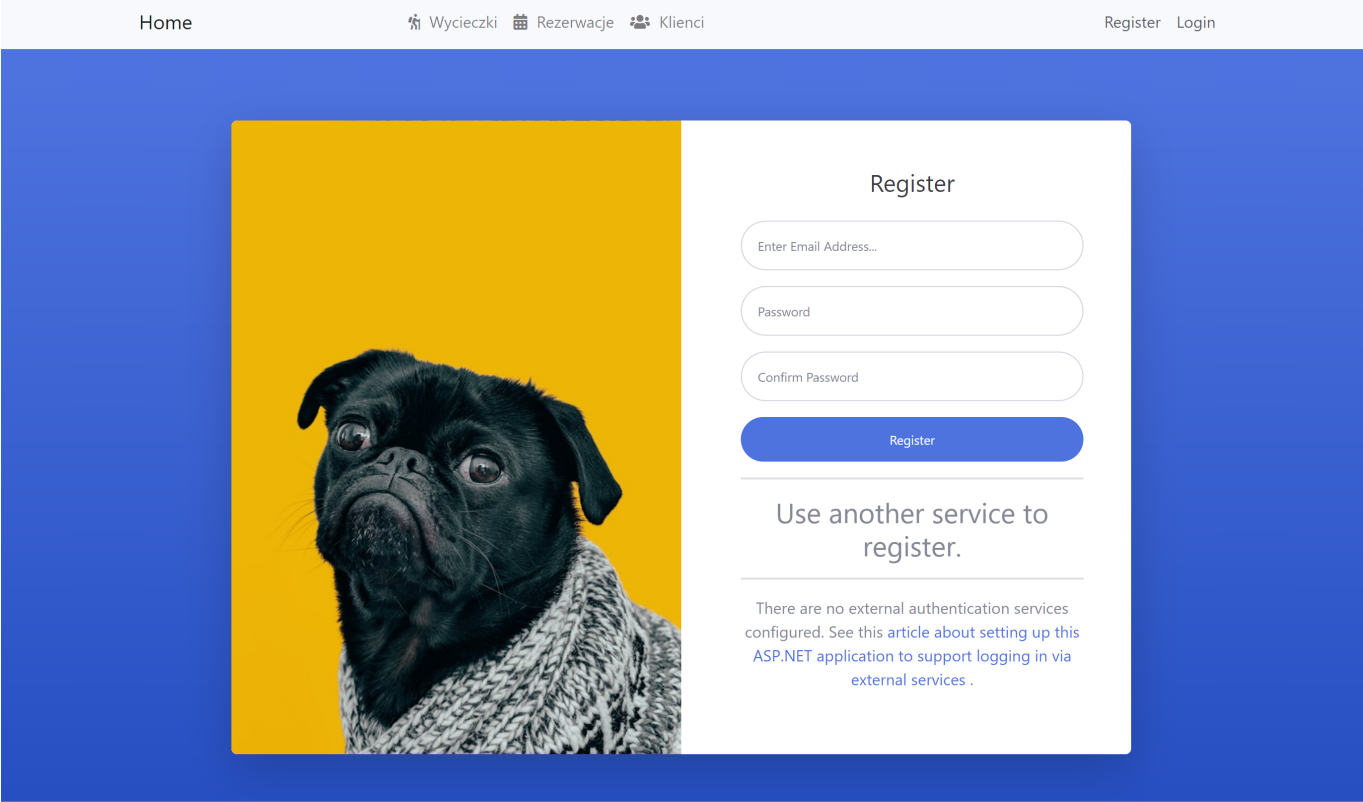 Home Wycieczki Rezerwacje Klienci Register Login
Register
Enter Email Address...
Password
Confirm Password
Register
Use another service to
register.
There are no external authentication services
configured. See this article about setting up this
ASP.NET application to support logging in via
external services .